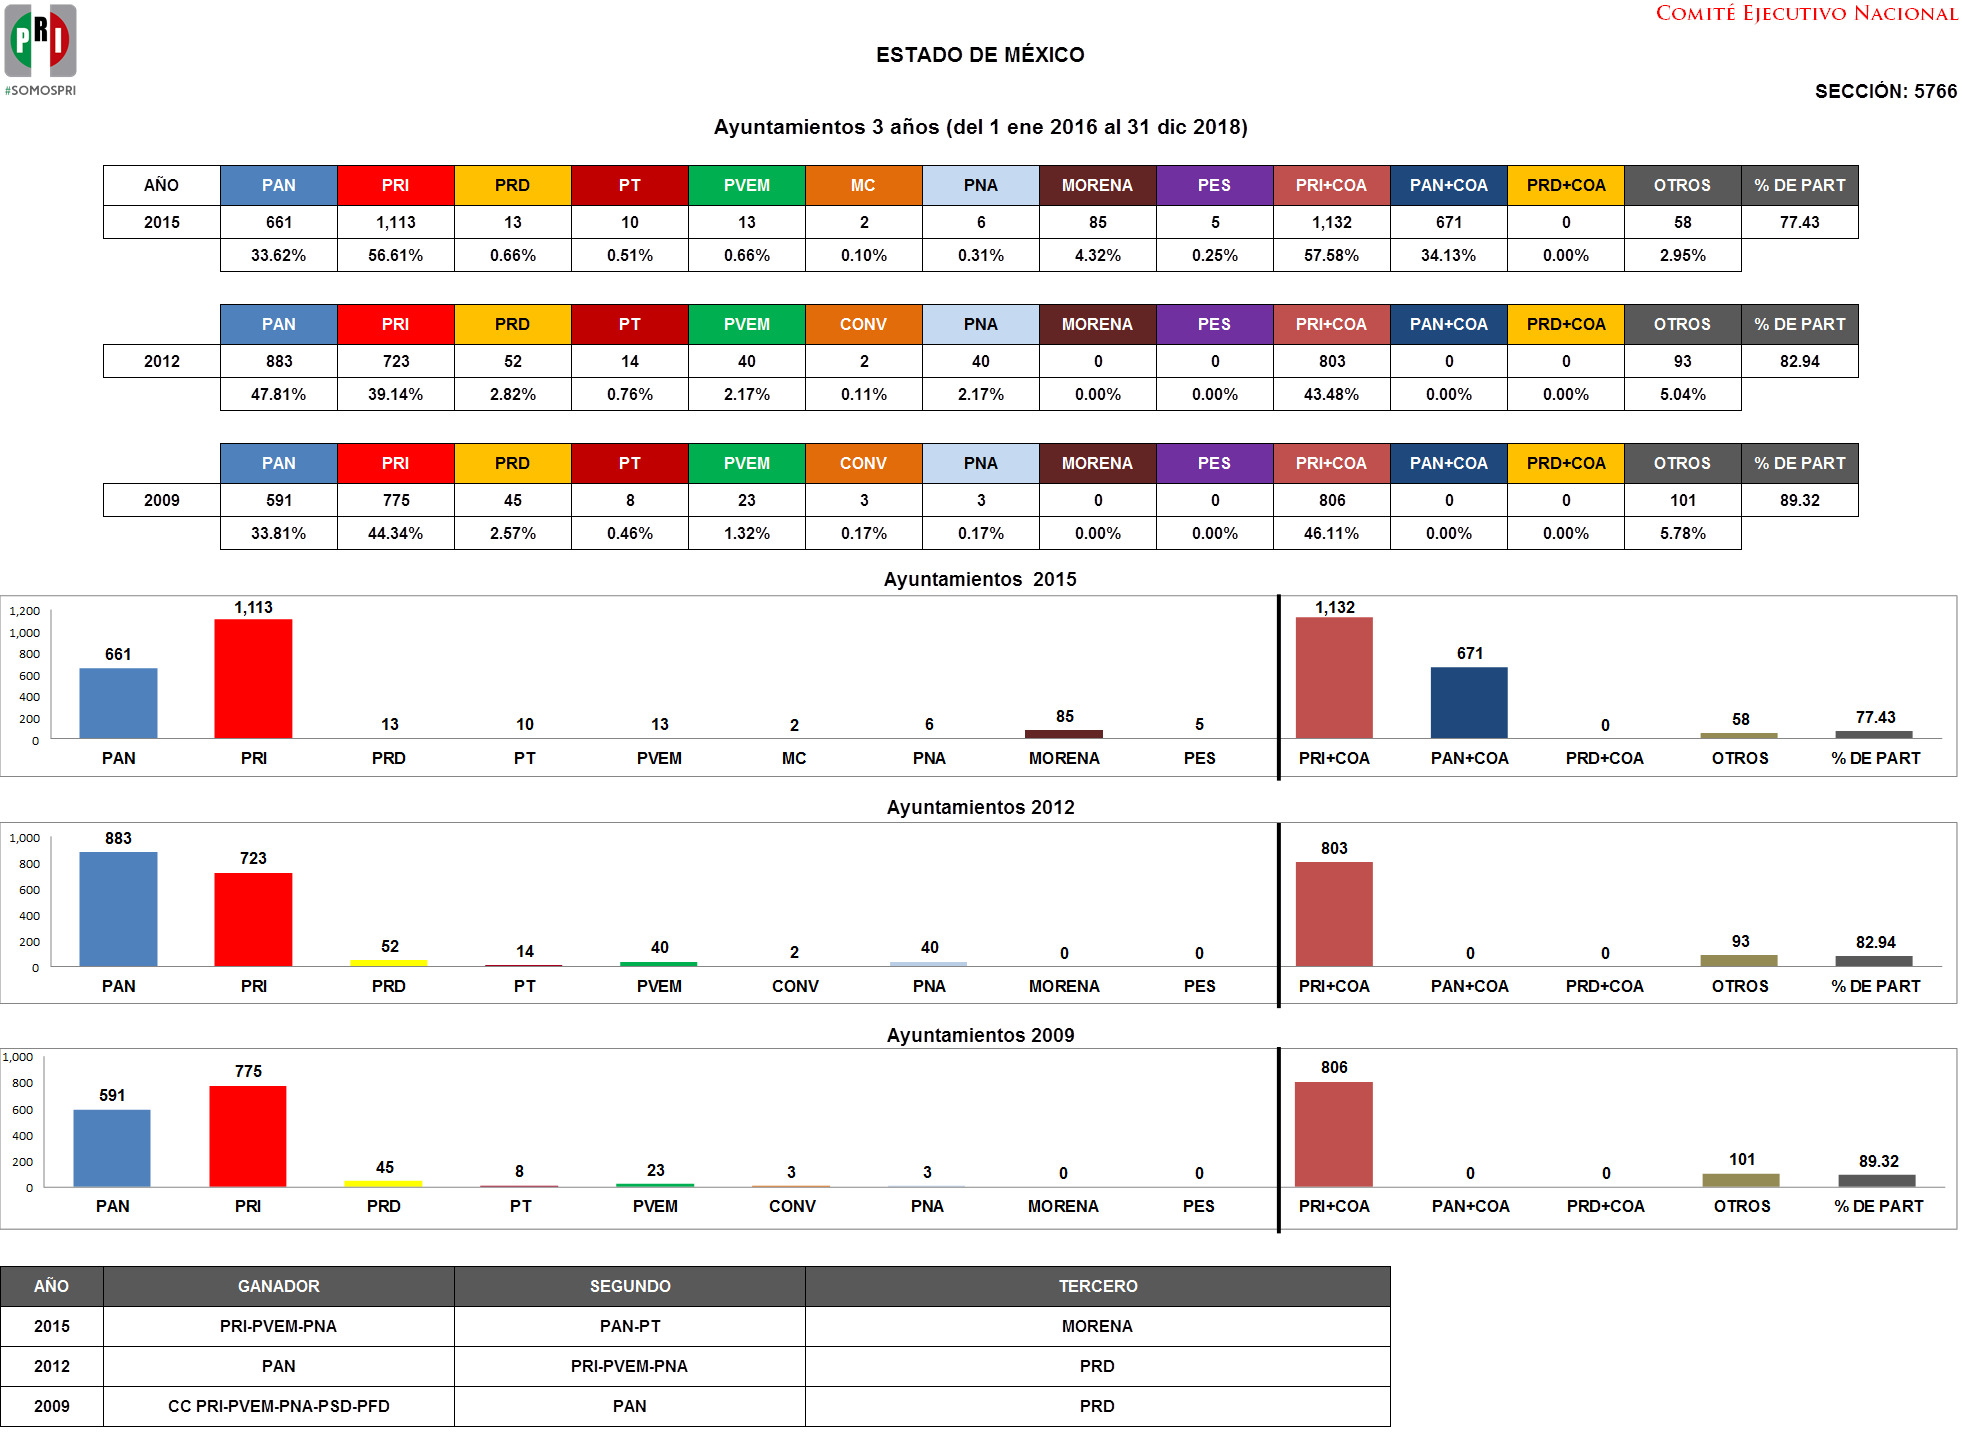 PRI
#SOMOSPRI
COMITÉ EJECUTIVO NACIONAL
ESTADO DE MÉXICO
SECCIÓN: 5766
Ayuntamientos 3 años (del 1 ene 2016 al 31 dic 2018)
AÑO PAN PRI PRD PT PVEM MC PNA MORENA PES PRI+COA PAN+COA PRD+COA OTROS % DE PART
2015 661 1,113 13 10 13 2 6 85 5 1,132 671 0 58 77.43
33.62% 56.61% 0.66% 0.51% 0.66% 0.10% 0.31% 4.32% 0.25% 57.58% 34.13% 0.00% 2.95%
PAN PRI PRD PT PVEM CONV PNA MORENA PES PRI+COA PAN+COA PRD+COA OTROS % DE PART
2012 883 723 52 14 40 2 40 0 0 803 0 0 93 82.94
47.81% 39.14% 2.82% 0.76% 2.17% 0.11% 2.17% 0.00% 0.00% 43.48% 0.00% 0.00% 5.04%
PAN PRI PRD PT PVEM CONV PNA MORENA PES PRI+COA PAN+COA PRD+COA OTROS % DE PART
2009 591 775 45 8 23 3 3 0 0 806 0 0 101 89.32
33.81% 44.34% 2.57% 0.46% 1.32% 0.17% 0.17% 0.00% 0.00% 46.11% 0.00% 0.00% 5.78%
Ayuntamientos 2015
1,200
1,000
800
600
400
200
0
661 1,113 13 10 13 2 6 85 5 1,132 671 0 58 77.43
PAN PRI PRD PT PVEM MC PNA MORENA PES PRI+COA PAN+COA PRD+COA OTROS % DE PART
Ayuntamientos 2012
1,000
800
600
400
200
0
883 723 52 14 40 2 40 0 0 803 0 0 93 82.94
PAN PRI PRD PT PVEM CONV PNA MORENA PES PRI+COA PAN+COA PRD+COA OTROS % DE PART
Ayuntamientos 2009
1,000
800
600
400
200
0
591 775 45 8 23 3 3 0 0 806 0 0 101 89.32
PAN PRI PRD PT PVEM CONV PNA MORENA PES PRI+COA PAN+COA PRD+COA OTROS % DE PART
AÑO GANADOR SEGUNDO TERCERO
2015 PRI-PVEM-PNA PAN-PT MORENA
2012 PAN PRI-PVEM-PNA PRD
2009 CC PRI-PVEM-PNA-PSD-PFD PAN PRD